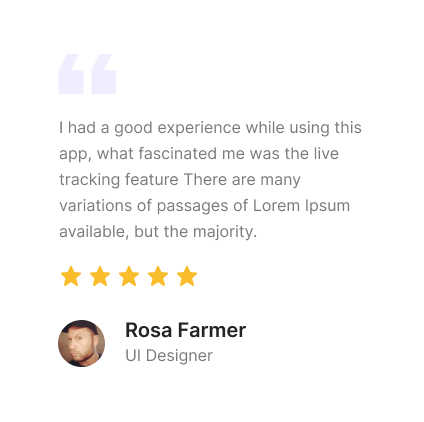 I had a good experience while using this
app, what fascinated me was the live
tracking feature There are many
variations of passages of Lorem Ipsum
available, but the majority.
Rosa Farmer
UI Designer